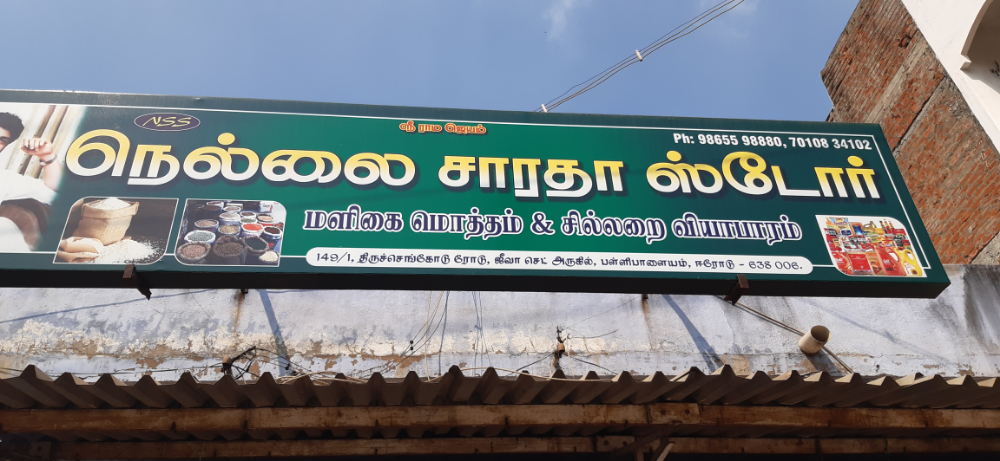 NSS
ஸ்ரீ ராம ஜெயம்
Ph: 98655 98880, 70108 34102
நெல்லை சாரதா ஸ்டோர்
மளிகை மொத்தம் & சில்லறை வியாபாரம்
149/1, திருச்செங்கோடு ரோடு, ஜீவா செட் அருகில், பள்ளிபாளையம், ஈரோடு - 638 006.